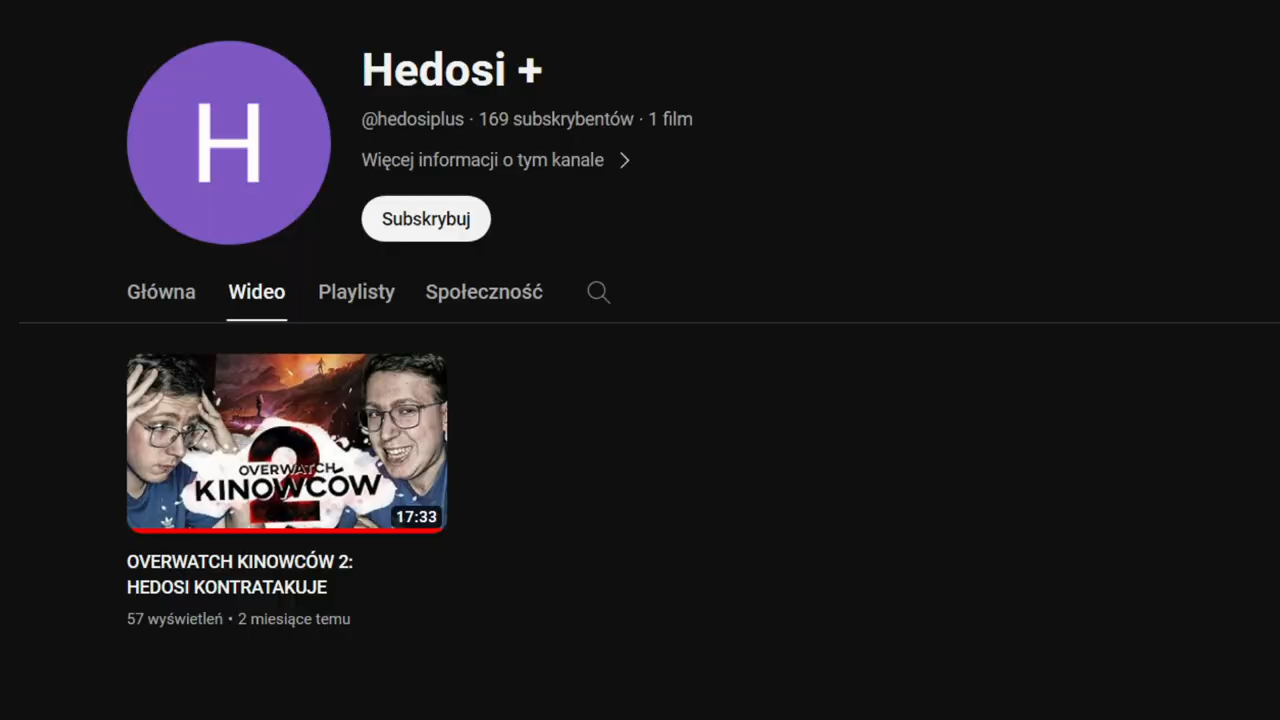 H
Hedosi +
@hedosiplus · 169 subskrybentów · 1 film
Więcej informacji o tym kanale
Subskrybuj
Główna Wideo Playlisty Społeczność
2
OVERWATCH
KINOWCÓW
17:33
OVERWATCH KINOWCÓW 2:
HEDOSI KONTRATAKUJE
57 wyświetleń • 2 miesiące temu